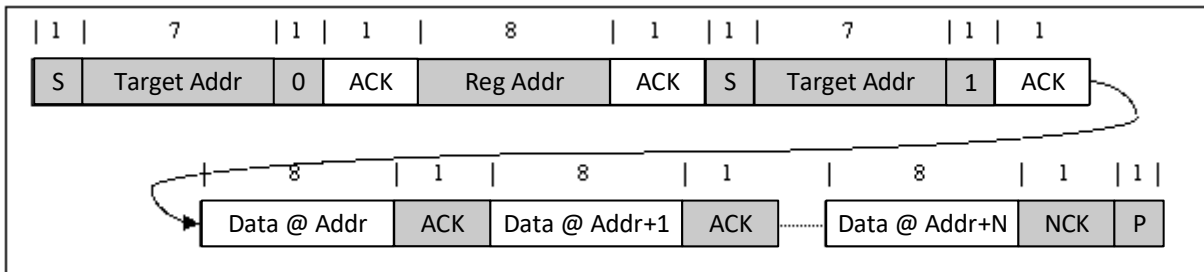 | 1 | 7 | 1 | 1 | 8 | 1 | 1 | 7 | 1 | 1
S Target Addr 0 ACK Reg Addr ACK S Target Addr 1 ACK
| 8 | 1 | 8 | 1 | 8 | 1 | 1 |
Data @ Addr ACK Data @ Addr+1 ACK Data @ Addr+N NCK P